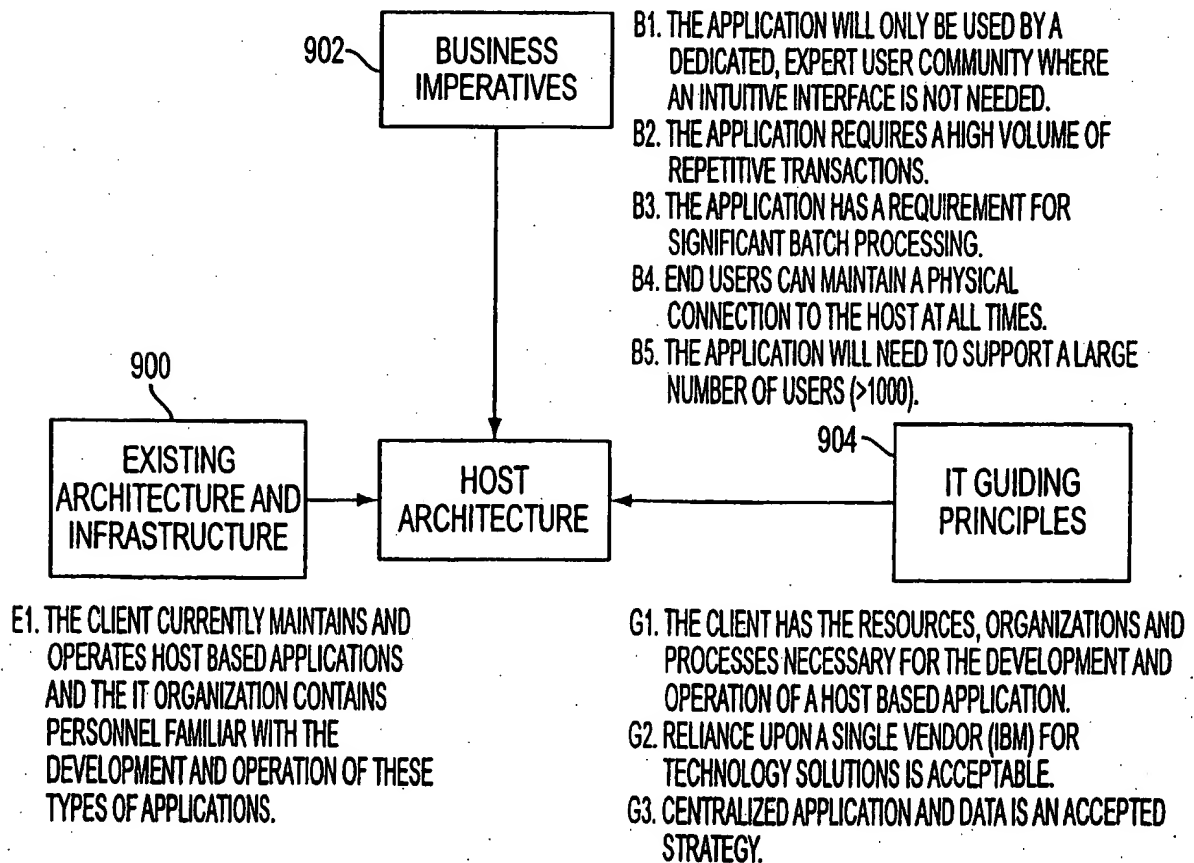 902
BUSINESS
IMPERATIVES
B1. THE APPLICATION WILL ONLY BE USED BY A
DEDICATED, EXPERT USER COMMUNITY WHERE
AN INTUITIVE INTERFACE IS NOT NEEDED.
B2. THE APPLICATION REQUIRES A HIGH VOLUME OF
REPETITIVE TRANSACTIONS.
B3. THE APPLICATION HAS A REQUIREMENT FOR
SIGNIFICANT BATCH PROCESSING.
B4. END USERS CAN MAINTAIN A PHYSICAL
CONNECTION TO THE HOST AT ALL TIMES.
B5. THE APPLICATION WILL NEED TO SUPPORT A LARGE
NUMBER OF USERS (>1000).
900
EXISTING
ARCHITECTURE AND
INFRASTRUCTURE
HOST
ARCHITECTURE
904
IT GUIDING
PRINCIPLES
E1. THE CLIENT CURRENTLY MAINTAINS AND
OPERATES HOST BASED APPLICATIONS
AND THE IT ORGANIZATION CONTAINS
PERSONNEL FAMILIAR WITH THE
DEVELOPMENT AND OPERATION OF THESE
TYPES OF APPLICATIONS.
G1. THE CLIENT HAS THE RESOURCES, ORGANIZATIONS AND
PROCESSES NECESSARY FOR THE DEVELOPMENT AND
OPERATION OF A HOST BASED APPLICATION.
G2. RELIANCE UPON A SINGLE VENDOR (IBM) FOR
TECHNOLOGY SOLUTIONS IS ACCEPTABLE.
G3. CENTRALIZED APPLICATION AND DATA IS AN ACCEPTED
STRATEGY.